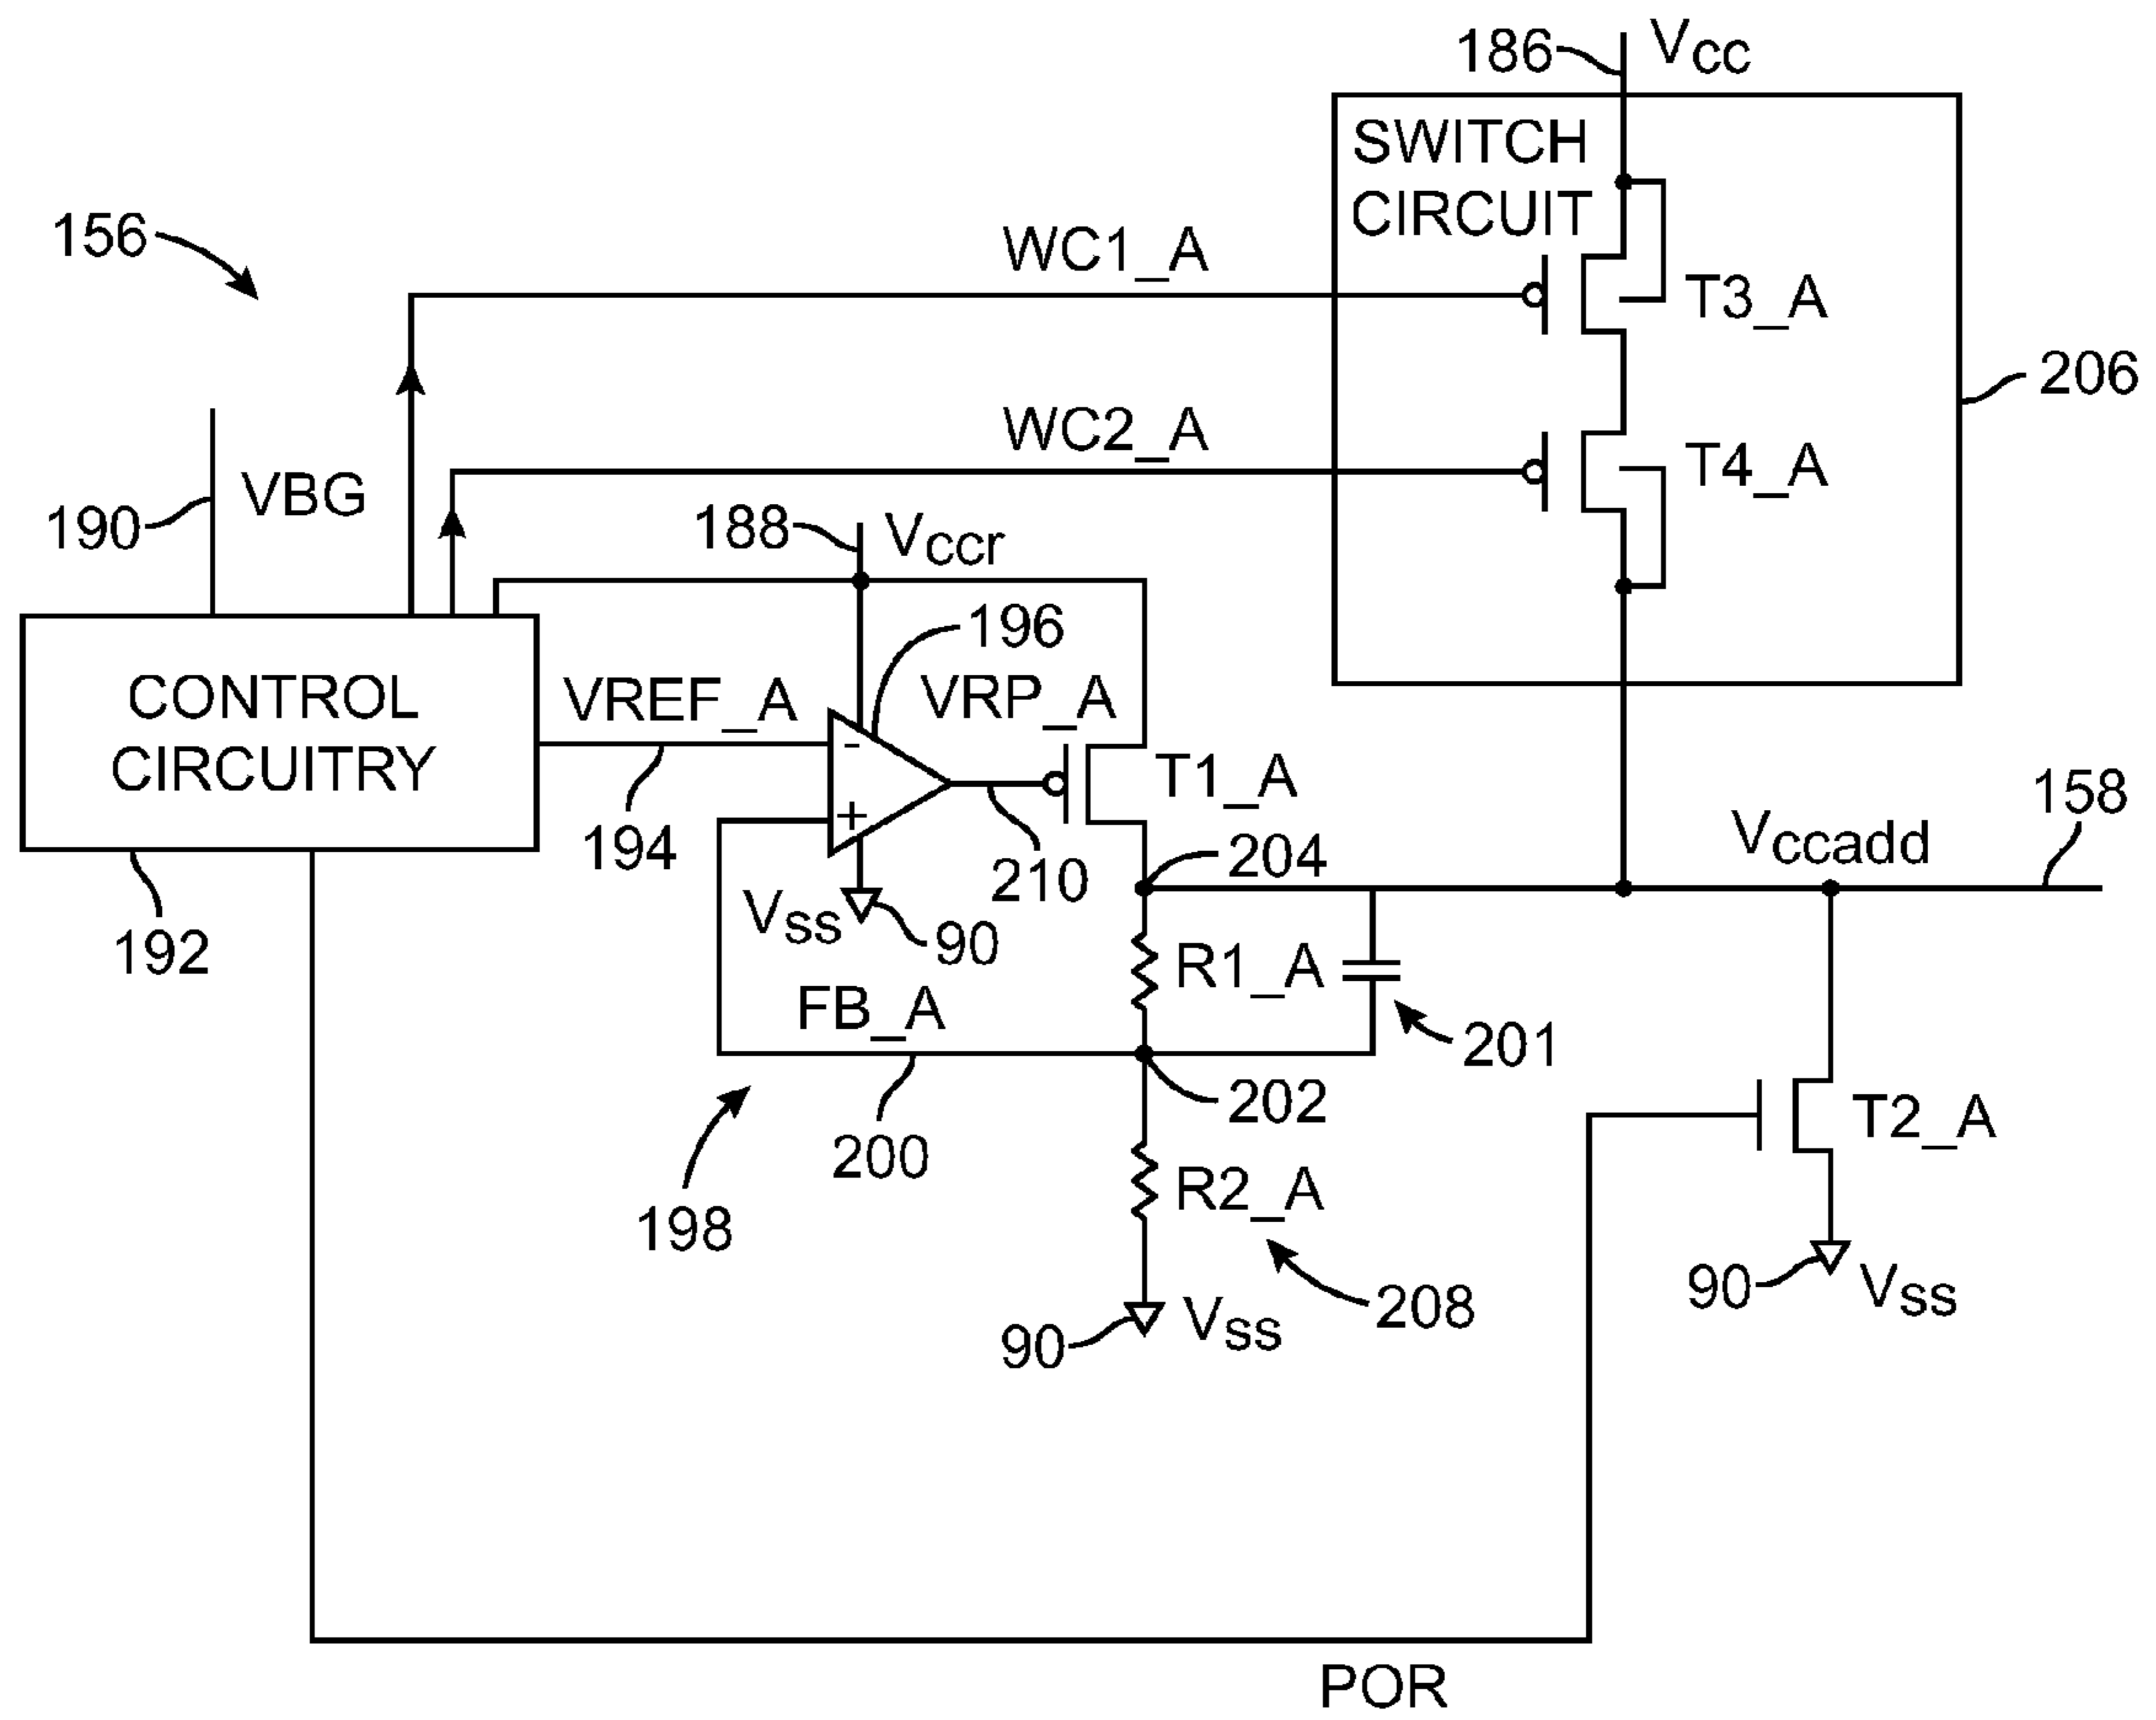 186
Vcc
SWITCH
CIRCUIT
156
WC1_A
T3_A
206
WC2_A
T4_A
190
VBG
188
Vccr
196
CONTROL
CIRCUITRY
VREF_A
VRP_A
-
+
T1_A
194
210
204
158
Vccadd
192
Vss
90
R1_A
201
FB_A
202
200
198
R2_A
T2_A
208
90
Vss
90
Vss
POR